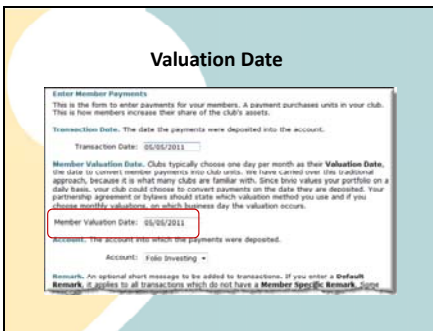 Valuation Date
Enter Member Payments
This is the form to enter payments for your members. A payment purchases units in your club.
This is how members increase their share of the club's assets.
Transaction Date. The date the payments were deposited into the account.
Transaction Date: 05/05/2011
Member Valuation Date. Clubs typically choose one day per month as their Valuation Date,
the date to convert member payments into club units. We have carried over this traditional
approach, because it is what many clubs are familiar with. Since bivio values your portfolio on a
daily basis, your club could choose to convert payments on the date they are deposited. Your
partnership agreement or bylaws should state which valuation method you use and if you
choose monthly valuations, on which business day the valuation occurs.
Member Valuation Date: 05/05/2011
Account. The account into which the payments were deposited.
Account: Folio Investing
Remark. An optional short message to be added to transactions. If you enter a Default
Remark, it applies to all transactions which do not have a Member Specific Remark. Some